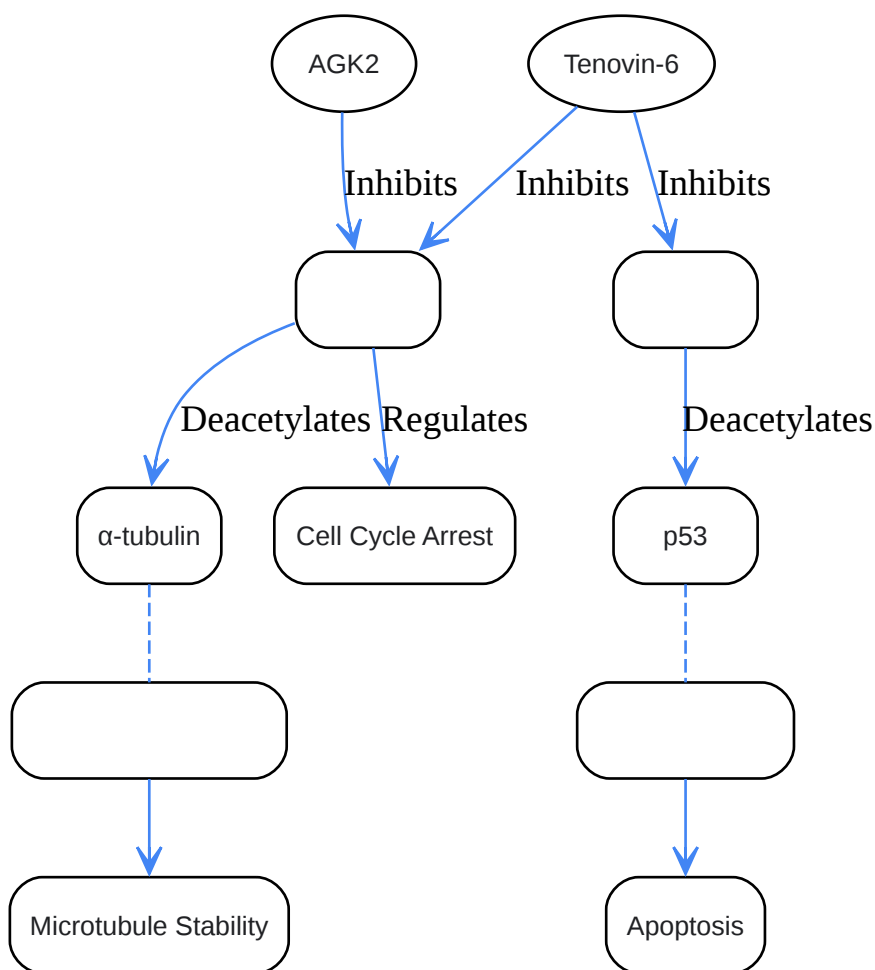 AGK2
Tenovin-6
Inhibits
Inhibits
Inhibits
Deacetylates
Regulates
Deacetylates
α-tubulin
Cell Cycle Arrest
p53
Microtubule Stability
Apoptosis